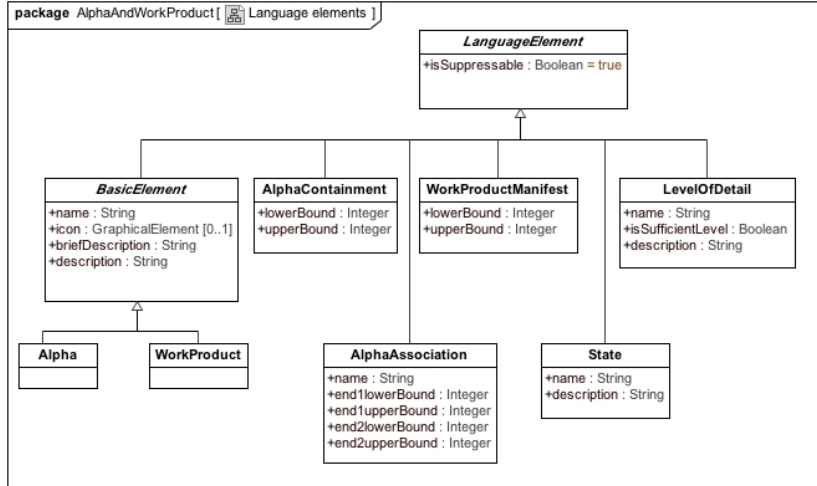 package AlphaAndWorkProduct [ Language elements ]
LanguageElement
+isSuppressable : Boolean = true
BasicElement
+name : String
+icon : GraphicalElement [0..1]
+briefDescription : String
+description : String
AlphaContainment
+lowerBound : Integer
+upperBound : Integer
WorkProductManifest
+lowerBound : Integer
+upperBound : Integer
LevelOfDetail
+name : String
+isSufficientLevel : Boolean
+description : String
Alpha
WorkProduct
AlphaAssociation
+name : String
+end1lowerBound : Integer
+end1upperBound : Integer
+end2lowerBound : Integer
+end2upperBound : Integer
State
+name : String
+description : String